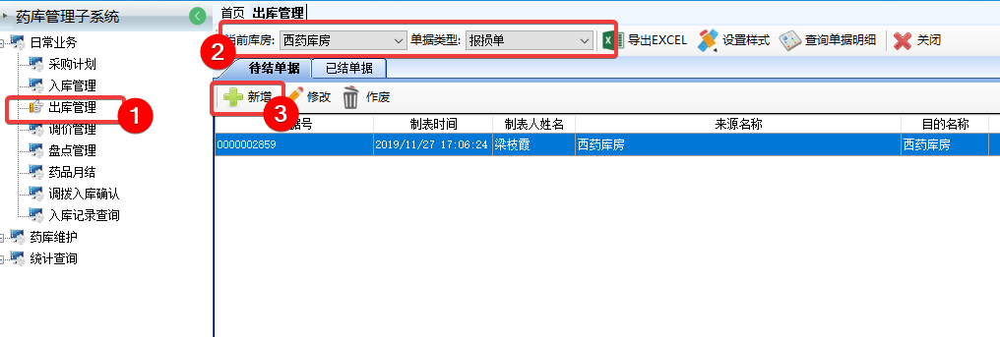 药库管理子系统
日常业务
采购计划
入库管理
出库管理
1
调价管理
盘点管理
药品月结
调拨入库确认
入库记录查询
药库维护
统计查询
首页 出库管理
2 当前库房: 西药库房 单据类型: 报损单 导出EXCEL 设置样式 查询单据明细 关闭
待结单据 已结单据
新增 3 修改 作废
据号 制表时间 制表人姓名 来源名称 目的名称
0000002859 2019/11/27 17:06:24 梁枝霞 西药库房 西药库房